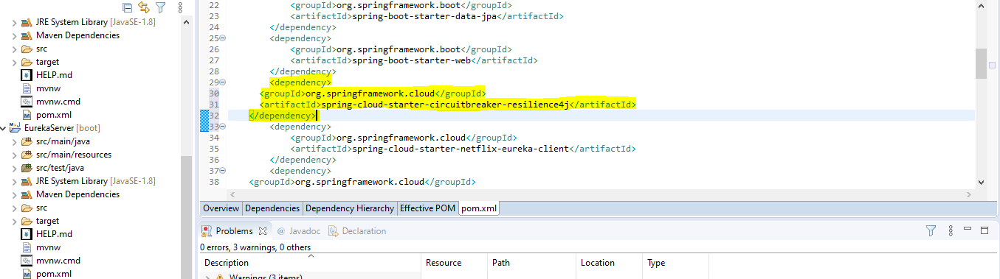 JRE System Library [JavaSE-1.8]
Maven Dependencies
src
target
HELP.md
mvnw
mvnw.cmd
pom.xml
EurekaServer [boot]
src/main/java
src/main/resources
src/test/java
JRE System Library [JavaSE-1.8]
Maven Dependencies
src
target
HELP.md
mvnw
mvnw.cmd
pom.xml
22 <groupId>org.springframework.boot</groupId>
23 <artifactId>spring-boot-starter-data-jpa</artifactId>
24 </dependency>
25 <dependency>
26 <groupId>org.springframework.boot</groupId>
27 <artifactId>spring-boot-starter-web</artifactId>
28 </dependency>
29 <dependency>
30 <groupId>org.springframework.cloud</groupId>
31 <artifactId>spring-cloud-starter-circuitbreaker-resilience4j</artifactId>
32 </dependency>
33 <dependency>
34 <groupId>org.springframework.cloud</groupId>
35 <artifactId>spring-cloud-starter-netflix-eureka-client</artifactId>
36 </dependency>
37 <dependency>
38 <groupId>org.springframework.cloud</groupId>
Overview Dependencies Dependency Hierarchy Effective POM pom.xml
Problems @ Javadoc Declaration
0 errors, 3 warnings, 0 others
Description Resource Path Location Type
Warnings (3 items)